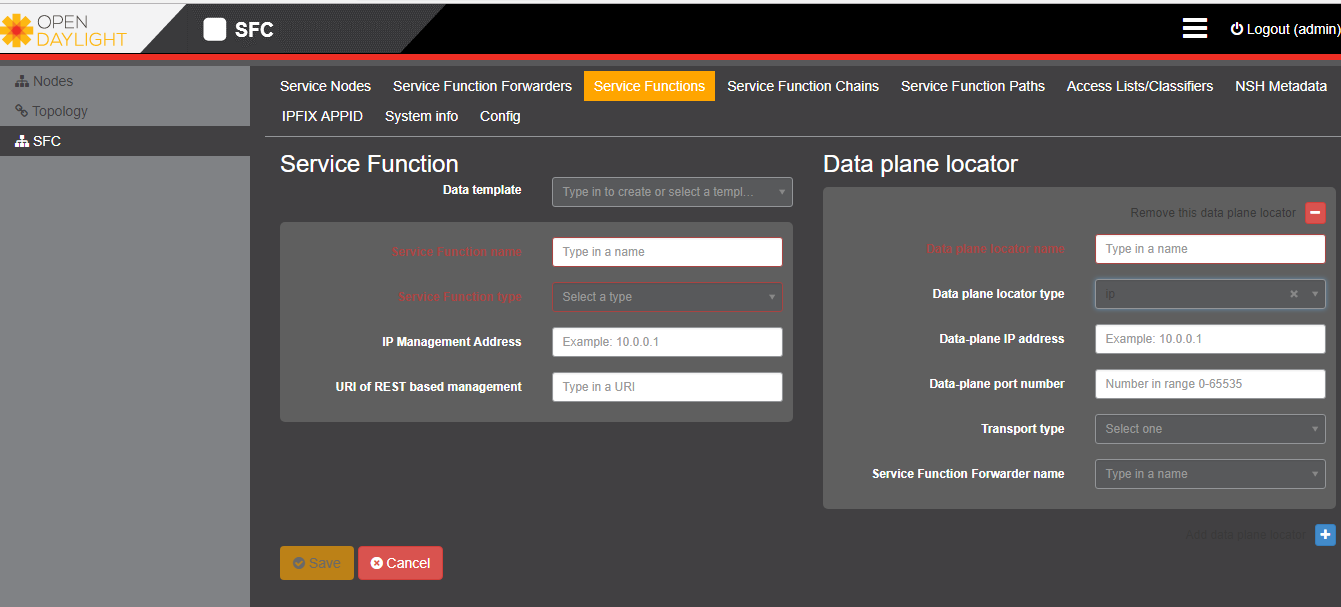 OPEN
DAYLIGHT
SFC
Logout (admin)
Nodes
Topology
SFC
Service Nodes Service Function Forwarders Service Functions Service Function Chains Service Function Paths Access Lists/Classifiers NSH Metadata
IPFIX APPID System info Config
Service Function
Data template Type in to create or select a templ...
Service Function name Type in a name
Service Function type Select a type
IP Management Address Example: 10.0.0.1
URI of REST based management Type in a URI
Data plane locator
Remove this data plane locator
Data plane locator name Type in a name
Data plane locator type ip
Data-plane IP address Example: 10.0.0.1
Data-plane port number Number in range 0-65535
Transport type Select one
Service Function Forwarder name Type in a name
Add data plane locator
Save Cancel